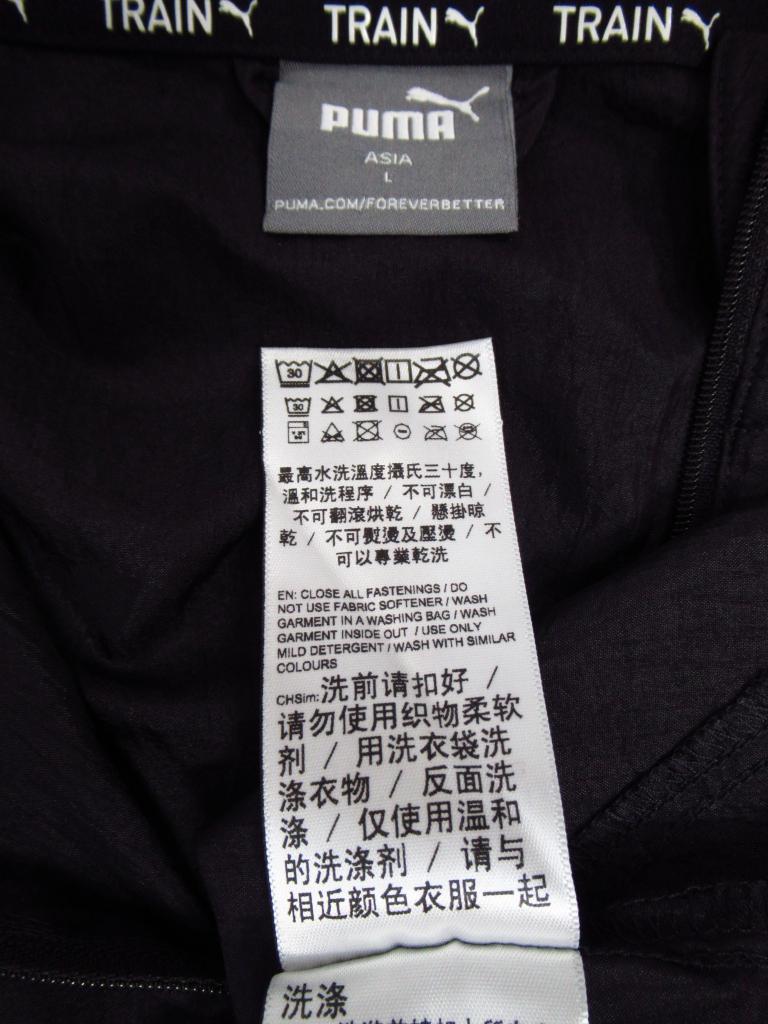 TRAIN TRAIN TRAIN
PUMA
ASIA
L
PUMA.COM/FOREVERBETTER
30
30
最高水洗溫度攝氏三十度,
溫和洗程序 / 不可漂白 /
不可翻滾烘乾 / 懸掛晾
乾 / 不可熨燙及壓燙 / 不
可以專業乾洗
EN: CLOSE ALL FASTENINGS / DO
NOT USE FABRIC SOFTENER / WASH
GARMENT IN A WASHING BAG / WASH
GARMENT INSIDE OUT / USE ONLY
MILD DETERGENT / WASH WITH SIMILAR
COLOURS
CHSim: 洗前请扣好 /
请勿使用织物柔软
剂 / 用洗衣袋洗
涤衣物 / 反面洗
涤 / 仅使用温和
的洗涤剂 / 请与
相近颜色衣服一起
洗涤